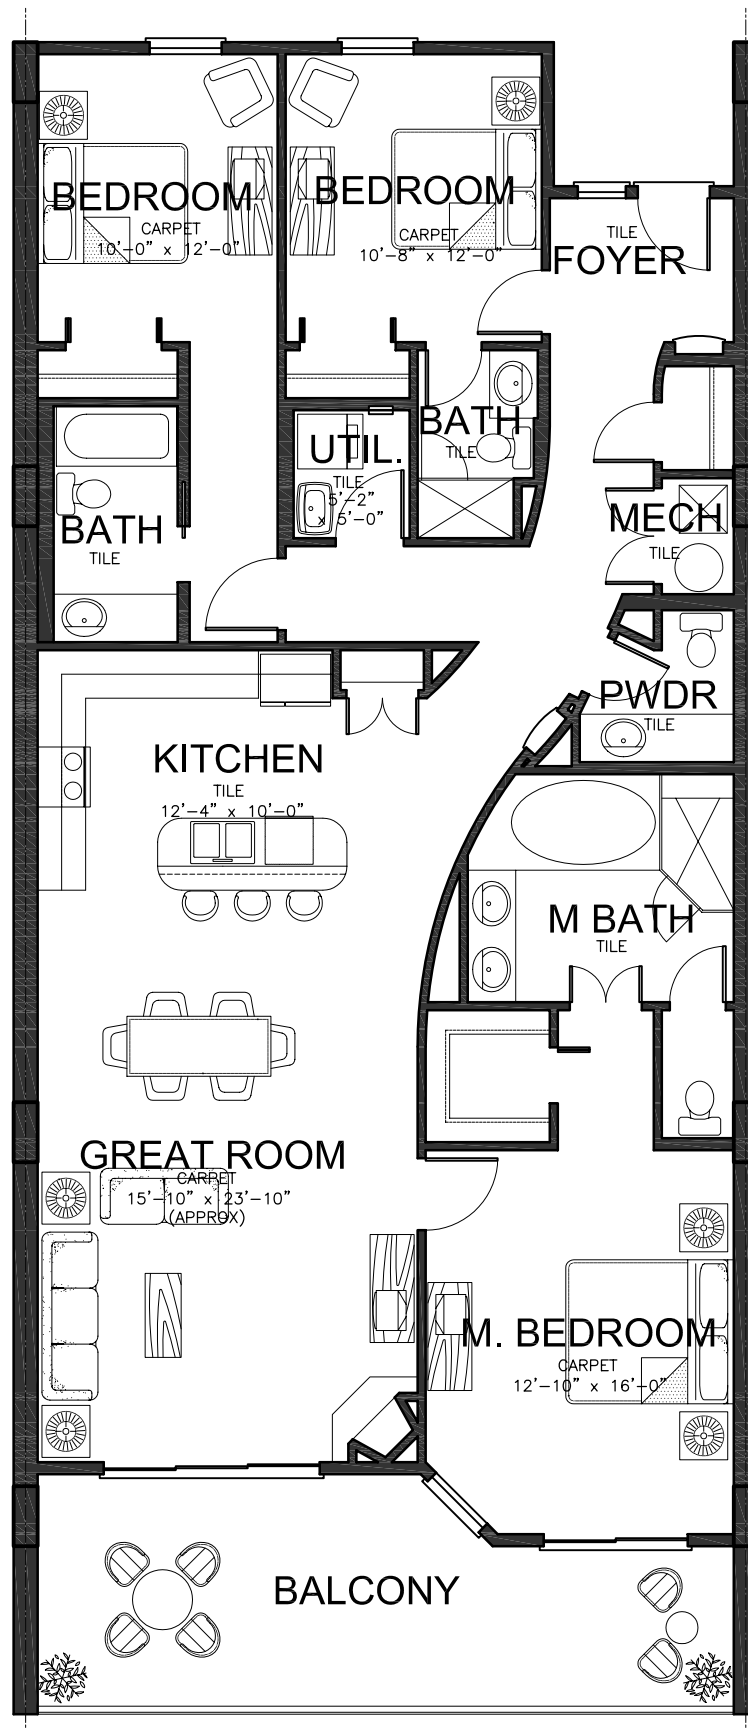 BEDROOM
CARPET
10'-0" x 12'-0"
BEDROOM
CARPET
10'-8" x 12'-0"
TILE
FOYER
BATH
TILE
UTIL.
TILE
5'-2"
x 5'-0"
BATH
TILE
MECH
TILE
PWDR
TILE
KITCHEN
TILE
12'-4" x 10'-0"
M BATH
TILE
GREAT ROOM
CARPET
15'-10" x 23'-10"
(APPROX)
M. BEDROOM
CARPET
12'-10" x 16'-0"
BALCONY